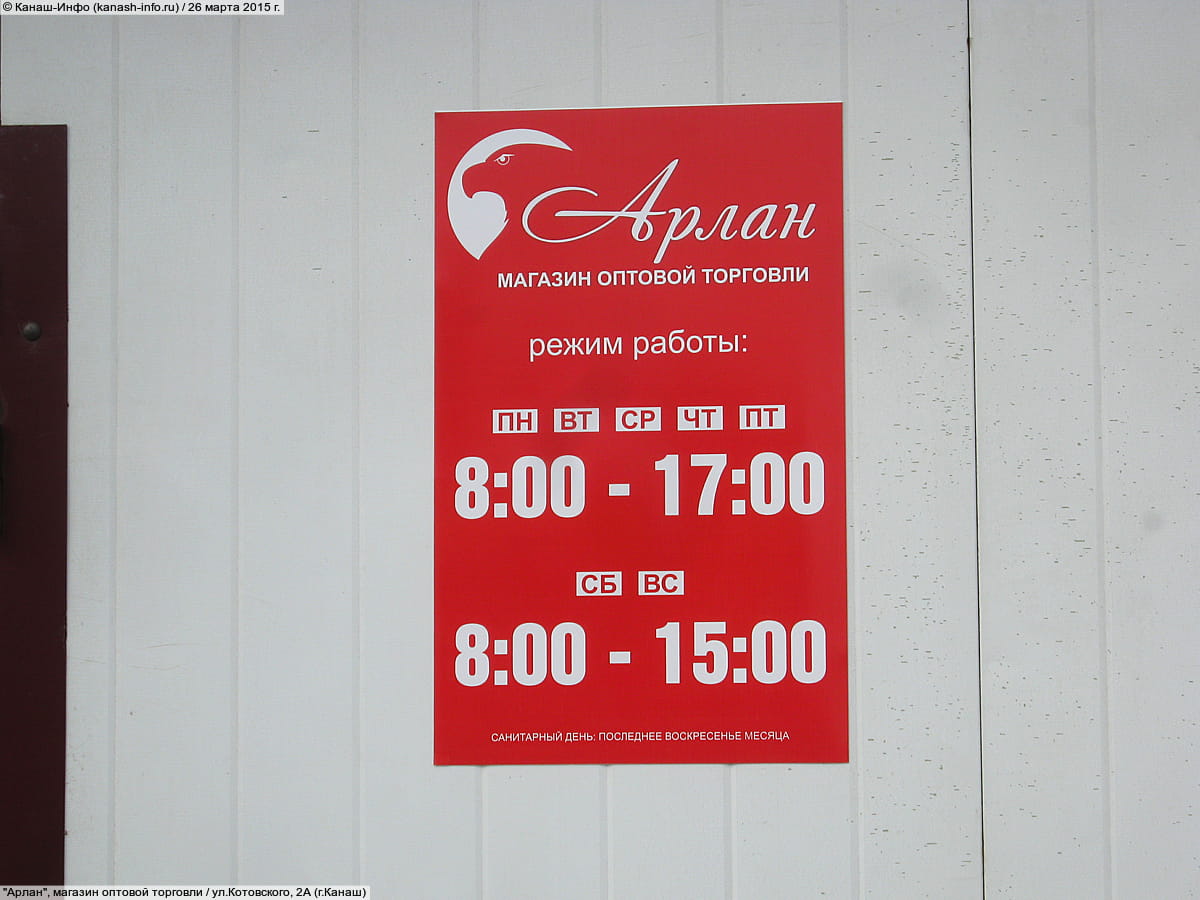 © Канаш-Инфо (kanash-info.ru) / 26 марта 2015 г.
Арлан
МАГАЗИН ОПТОВОЙ ТОРГОВЛИ
режим работы:
ПН ВТ СР ЧТ ПТ
8:00 - 17:00
СБ ВС
8:00 - 15:00
САНИТАРНЫЙ ДЕНЬ: ПОСЛЕДНЕЕ ВОСКРЕСЕНЬЕ МЕСЯЦА
"Арлан", магазин оптовой торговли / ул.Котовского, 2А (г.Канаш)